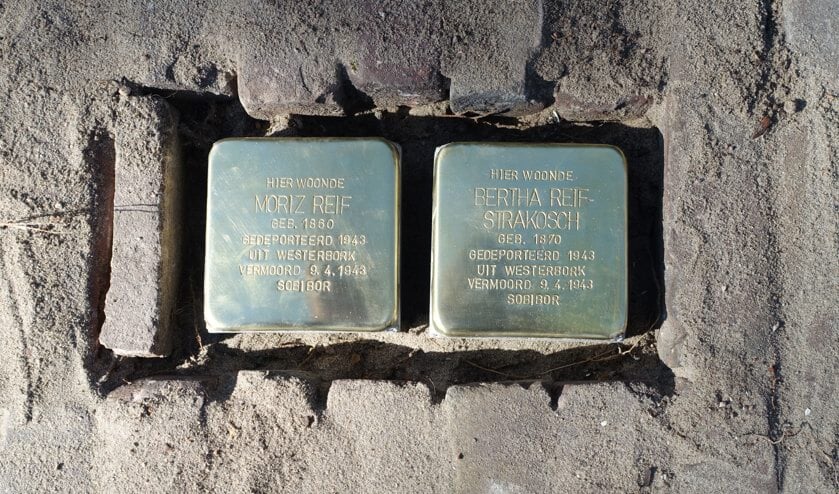 HIER WOONDE
MORIZ REIF
GEB. 1860
GEDEPORTEERD 1943
UIT WESTERBORK
VERMOORD 9.4.1943
SOBIBOR
HIER WOONDE
BERTHA REIF-
STRAKOSCH
GEB. 1870
GEDEPORTEERD 1943
UIT WESTERBORK
VERMOORD 9.4.1943
SOBIBOR